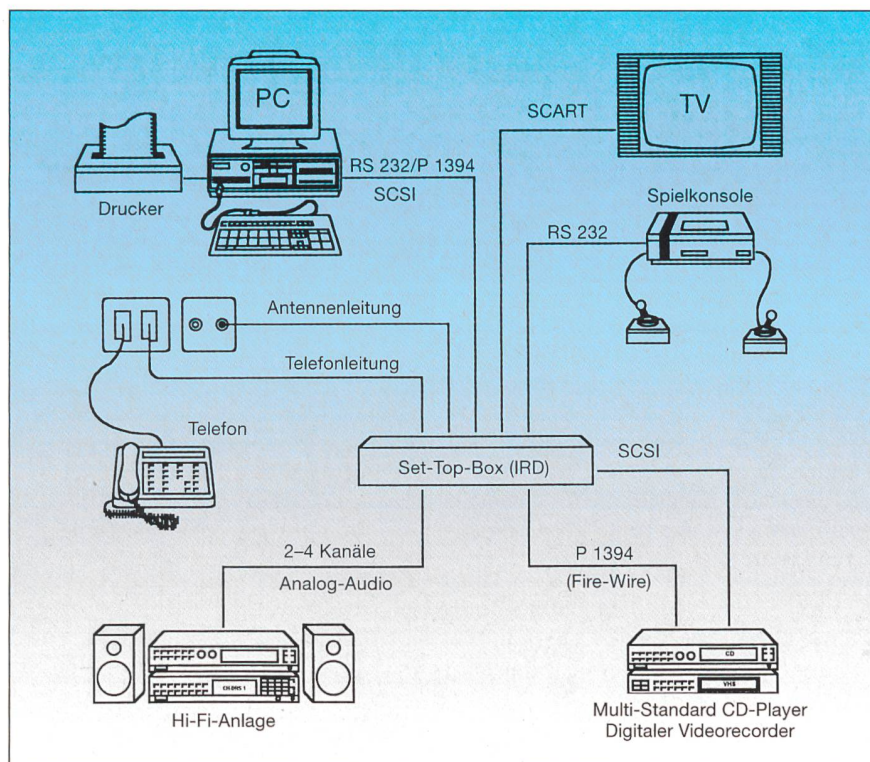 PC
TV
SCART
RS 232/P 1394
SCSI
Drucker
Spielkonsole
RS 232
Antennenleitung
Telefonleitung
Telefon
Set-Top-Box (IRD)
SCSI
2–4 Kanäle
Analog-Audio
P 1394
(Fire-Wire)
CD
VHS
Hi-Fi-Anlage
Multi-Standard CD-Player
Digitaler Videorecorder